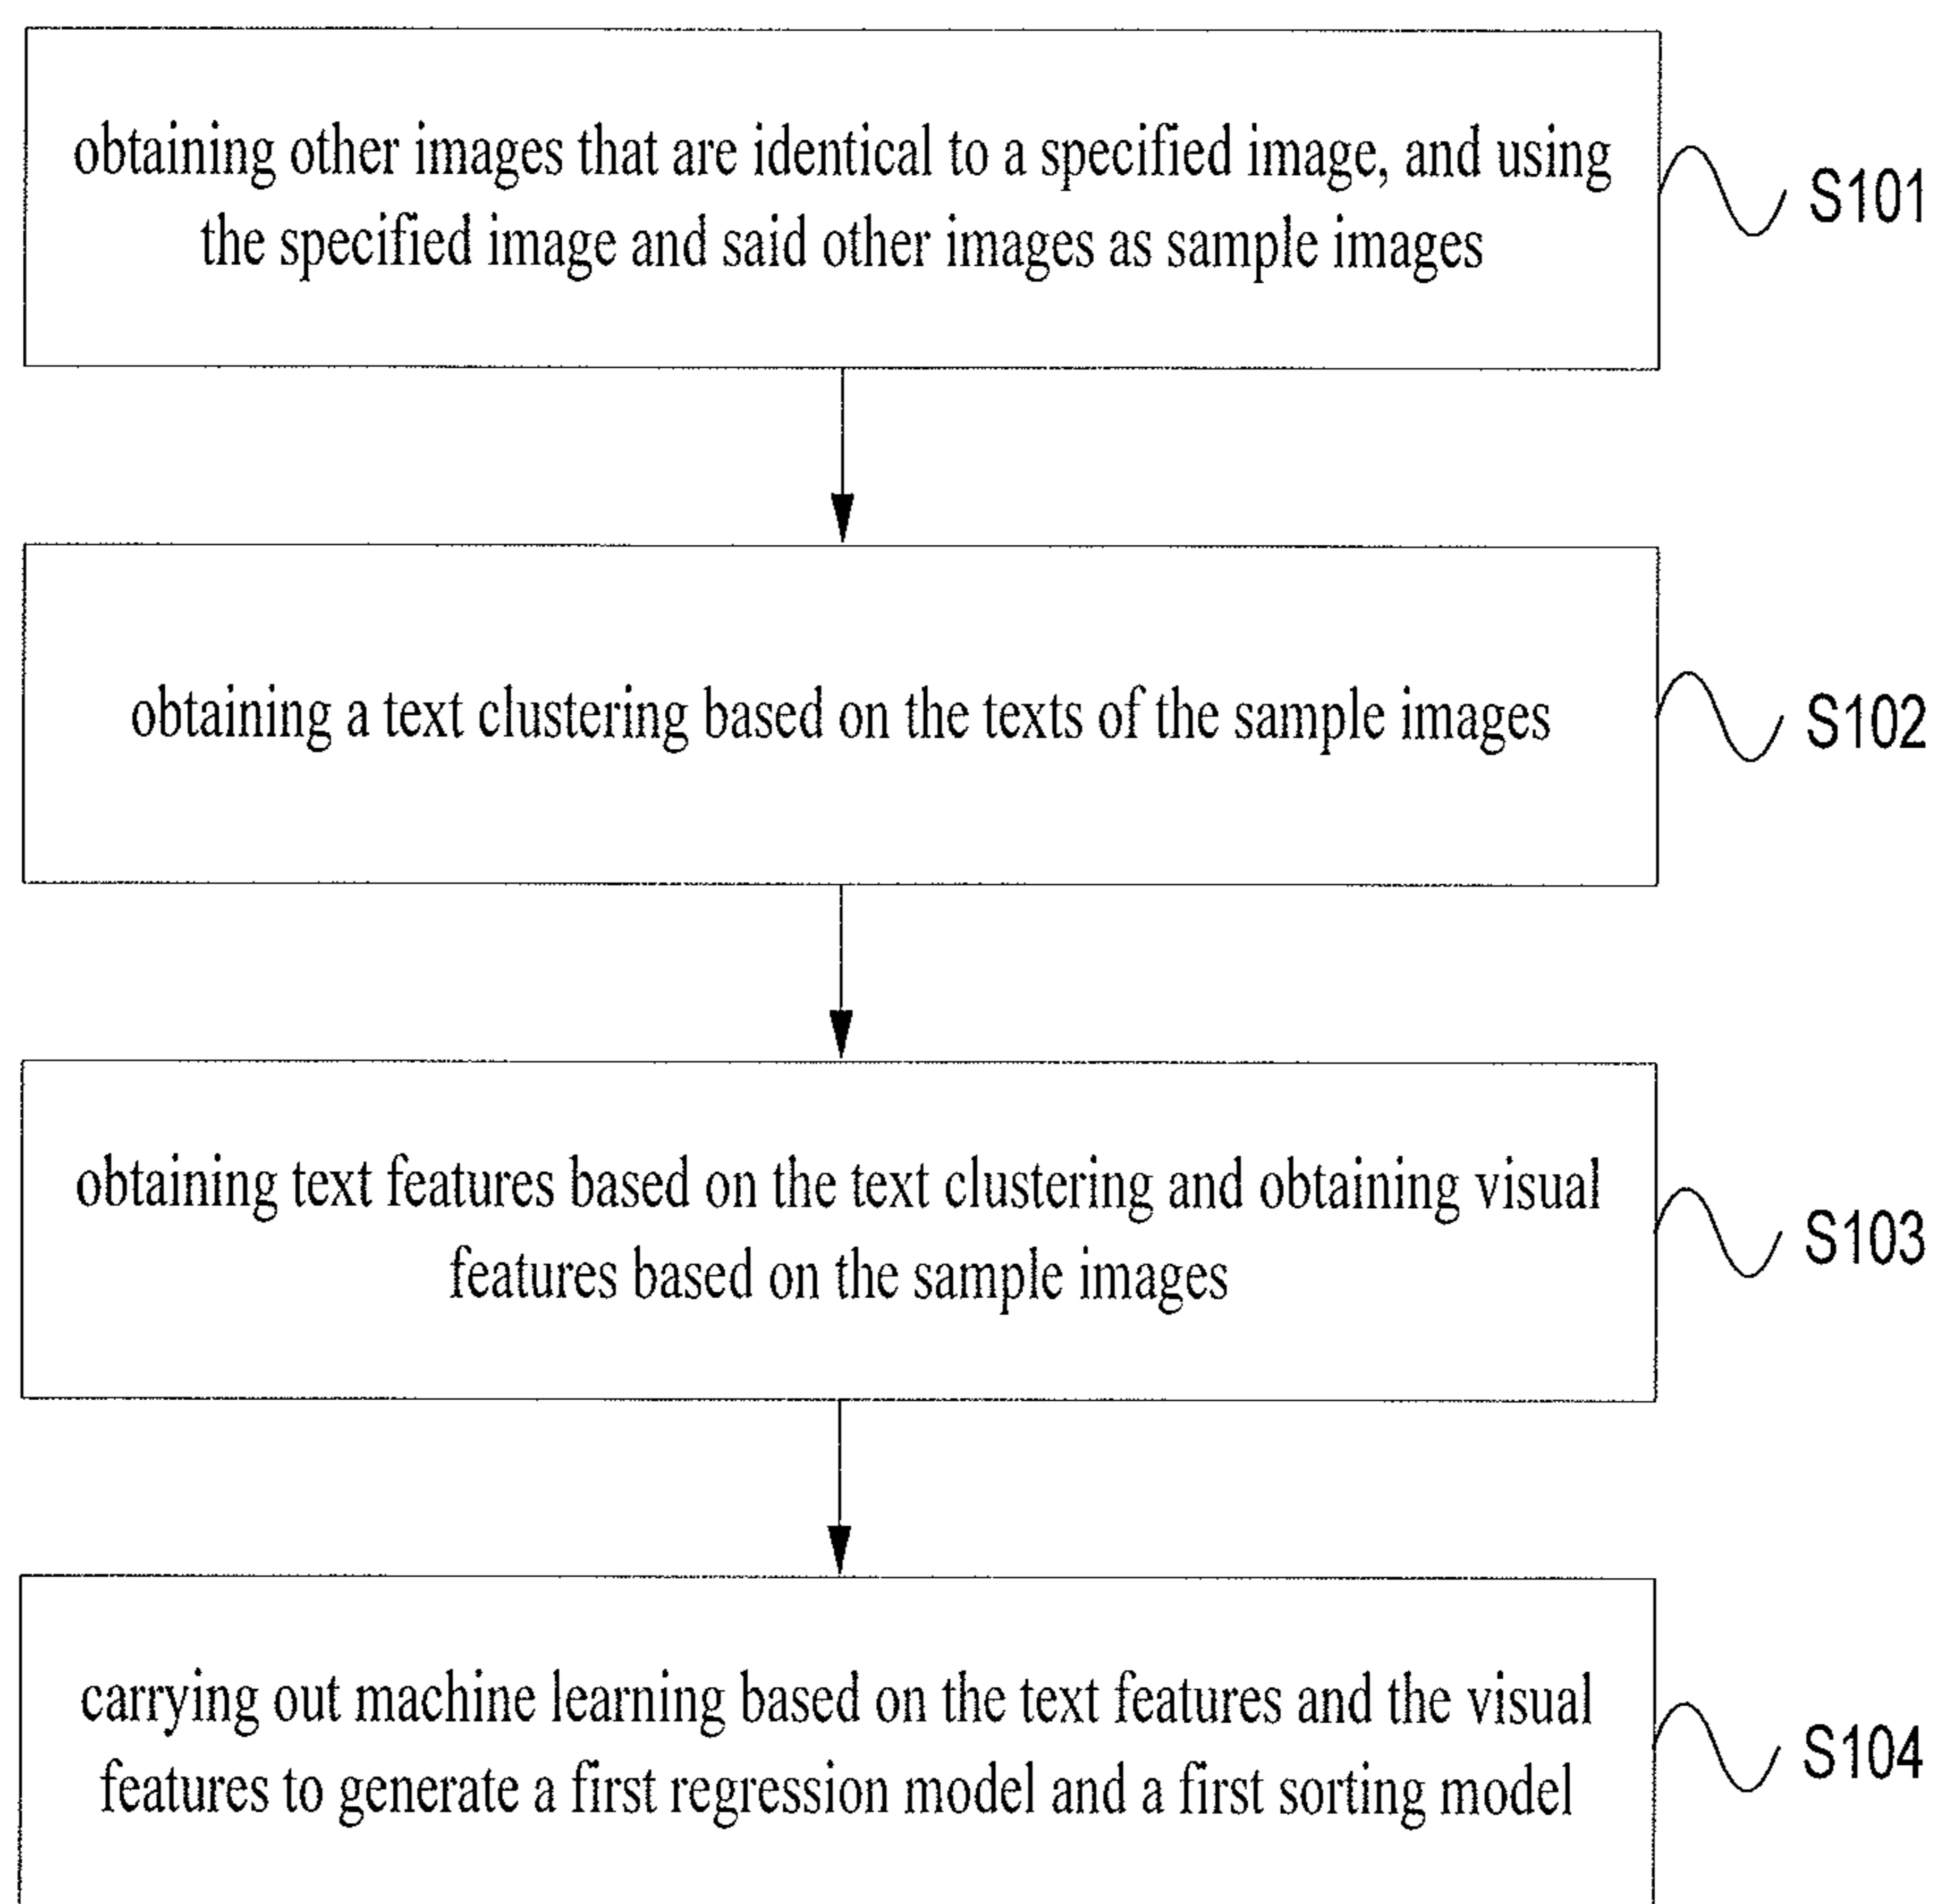 obtaining other images that are identical to a specified image, and using
the specified image and said other images as sample images
S101
obtaining a text clustering based on the texts of the sample images
S102
obtaining text features based on the text clustering and obtaining visual
features based on the sample images
S103
carrying out machine learning based on the text features and the visual
features to generate a first regression model and a first sorting model
S104